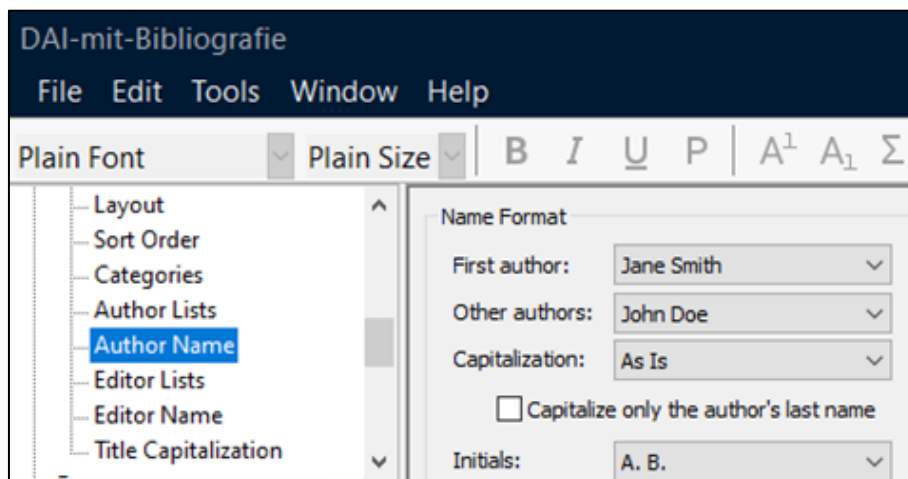 DAI-mit-Bibliografie
File Edit Tools Window Help
Plain Font Plain Size B I U P A1 A1 Σ
Layout
Sort Order
Categories
Author Lists
Author Name
Editor Lists
Editor Name
Title Capitalization
Name Format
First author: Jane Smith
Other authors: John Doe
Capitalization: As Is
Capitalize only the author's last name
Initials: A. B.